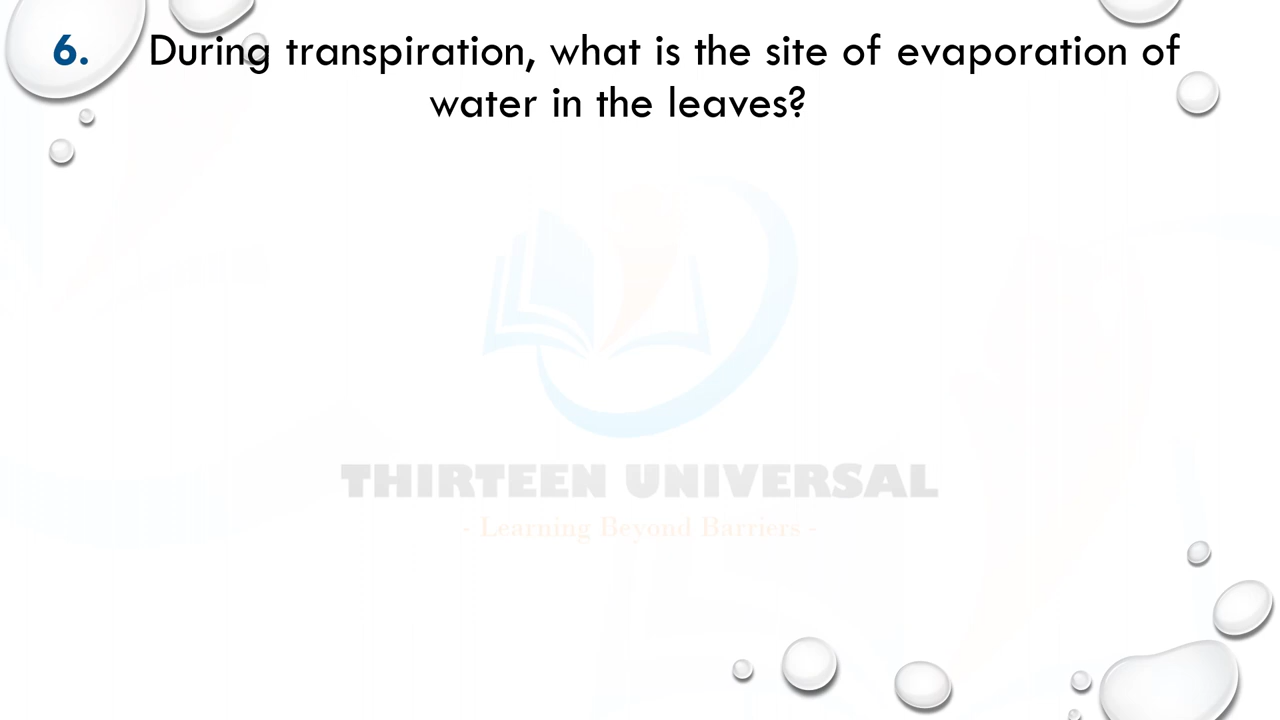 6. During transpiration, what is the site of evaporation of
water in the leaves?
THIRTEEN UNIVERSAL
- Learning Beyond Barriers -